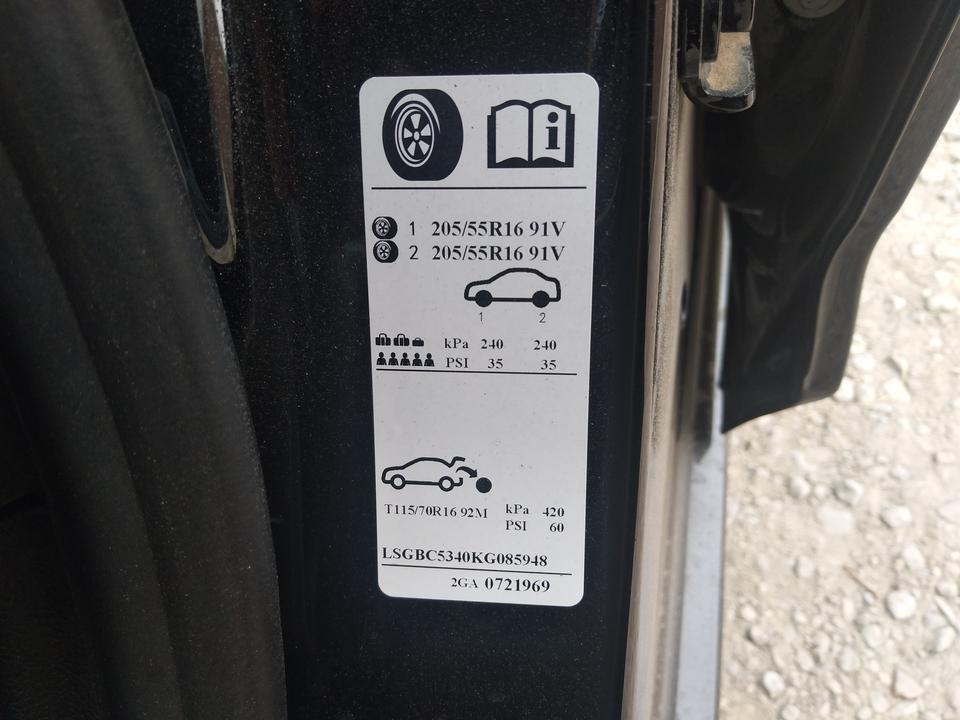 i
1 205/55R16 91V
2 205/55R16 91V
1 2
kPa 240 240
PSI 35 35
T115/70R16 92M
kPa 420
PSI 60
LSGBC5340KG085948
2GA 0721969